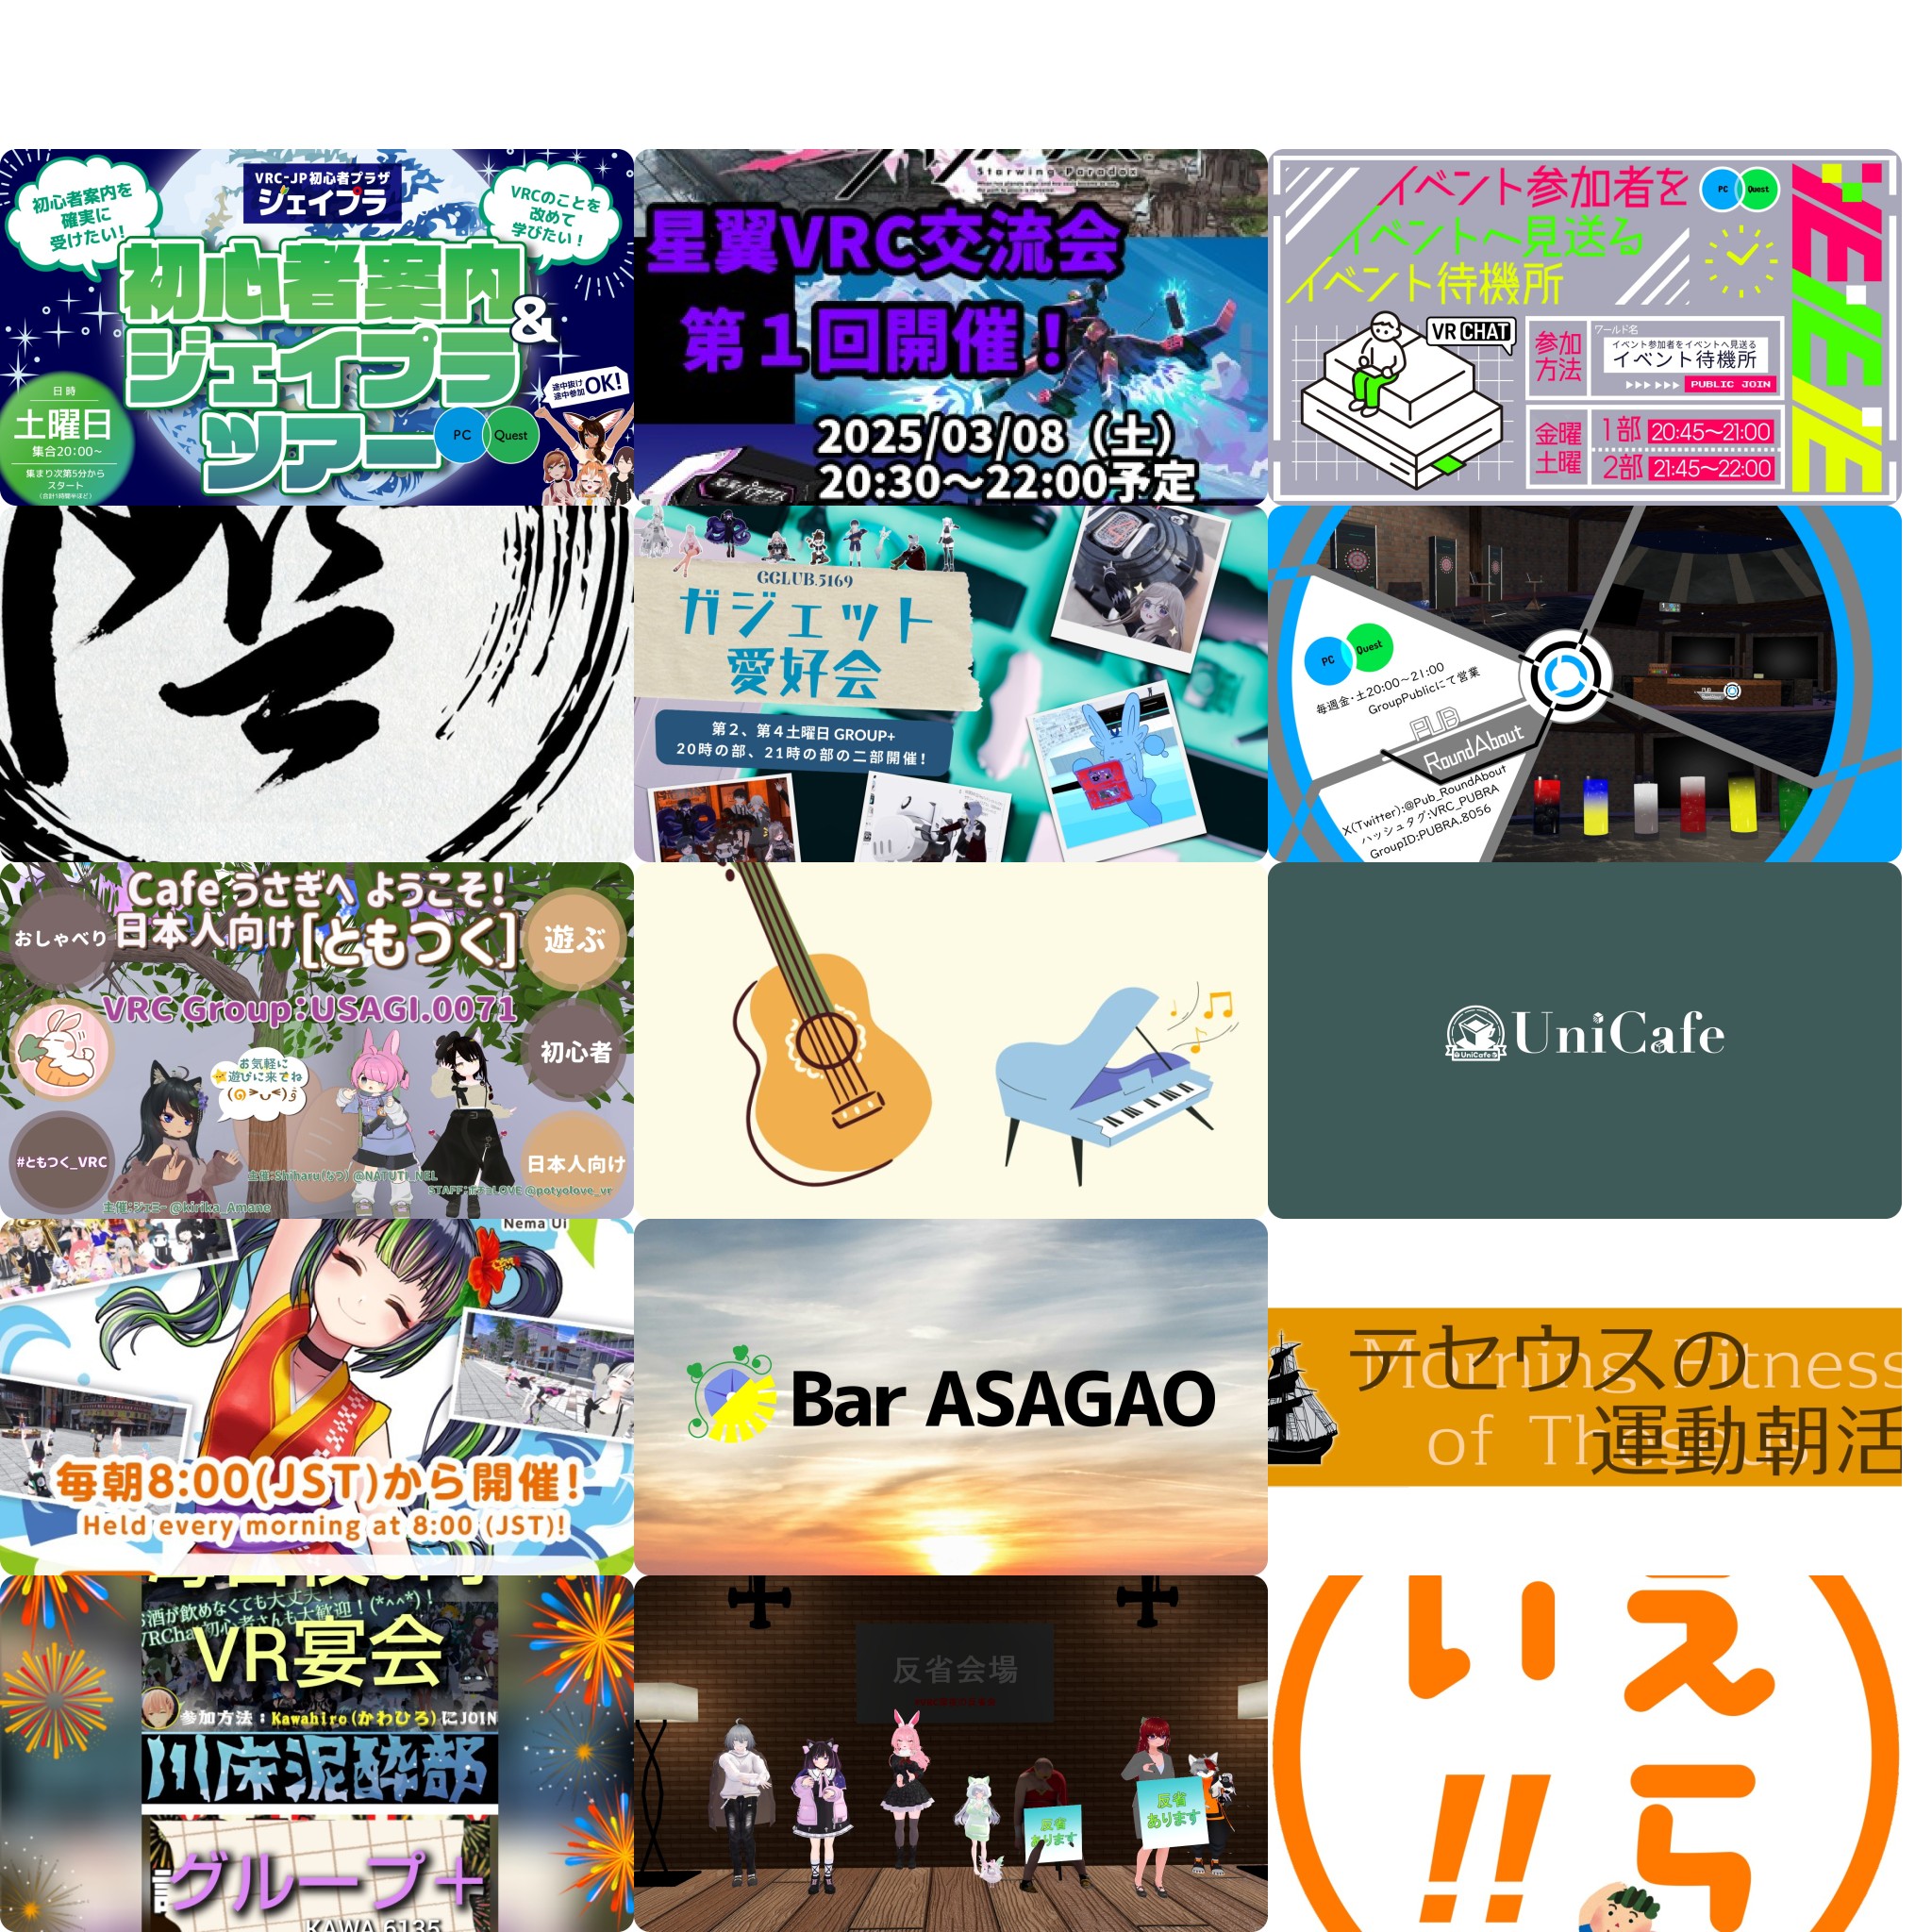 初心者案内を
確実に
受けたい！
VRC-JP 初心者プラザ
ジェイプラ
VRCのことを
改めて
学びたい！
初心者案内
&
ジェイプラ
ツアー
途中抜け
途中参加 OK!
日時
土曜日
集合20:00~
集まり次第5分から
スタート
(合計1時間半ほど)
PC Quest
Starwing Paradox
星翼VRC交流会
第１回開催！
2025/03/08（土）
20:30～22:00予定
イベント参加者を
イベントへ見送る
イベント待機所
PC Quest
VRCHAT
参加
方法
ワールド名
イベント参加者をイベントへ見送る
イベント待機所
PUBLIC JOIN
金曜
土曜
1部 20:45～21:00
2部 21:45～22:00
GCLUB.5169
ガジェット
愛好会
第２、第４土曜日 GROUP+
20時の部、21時の部の二部開催！
PC Quest
毎週金・土20:00~21:00
GroupPublicにて営業
PUB
RoundAbout
X(Twitter):@Pub_RoundAbout
ハッシュタグ:VRC_PUBRA
GroupID:PUBRA.8056
Cafe うさぎへ ようこそ！
日本人向け[ともつく]
おしゃべり
遊ぶ
VRC Group:USAGI.0071
初心者
お気軽に
遊びに来てね
#ともつく_VRC
日本人向け
主催:Shiharu(なつ) @NATUTI_NEL
STAFF:ポチョLOVE @potyolove_vr
主催:ジェミー @kirika_Amane
UniCafe
UniCafe
Nema Ui
毎朝8:00(JST)から開催！
Held every morning at 8:00 (JST)!
Bar ASAGAO
テセウスの
Morning Fitness
of
運動朝活
お酒が飲めなくても大丈夫
VRChat初心者さんも大歓迎！(*^^*)！
VR宴会
参加方法：Kawahiro(かわひろ)にJOIN
川床泥酔部
グループ＋
KAWA.6135
反省会場
反省
あります
反省
あります
えら
い!!